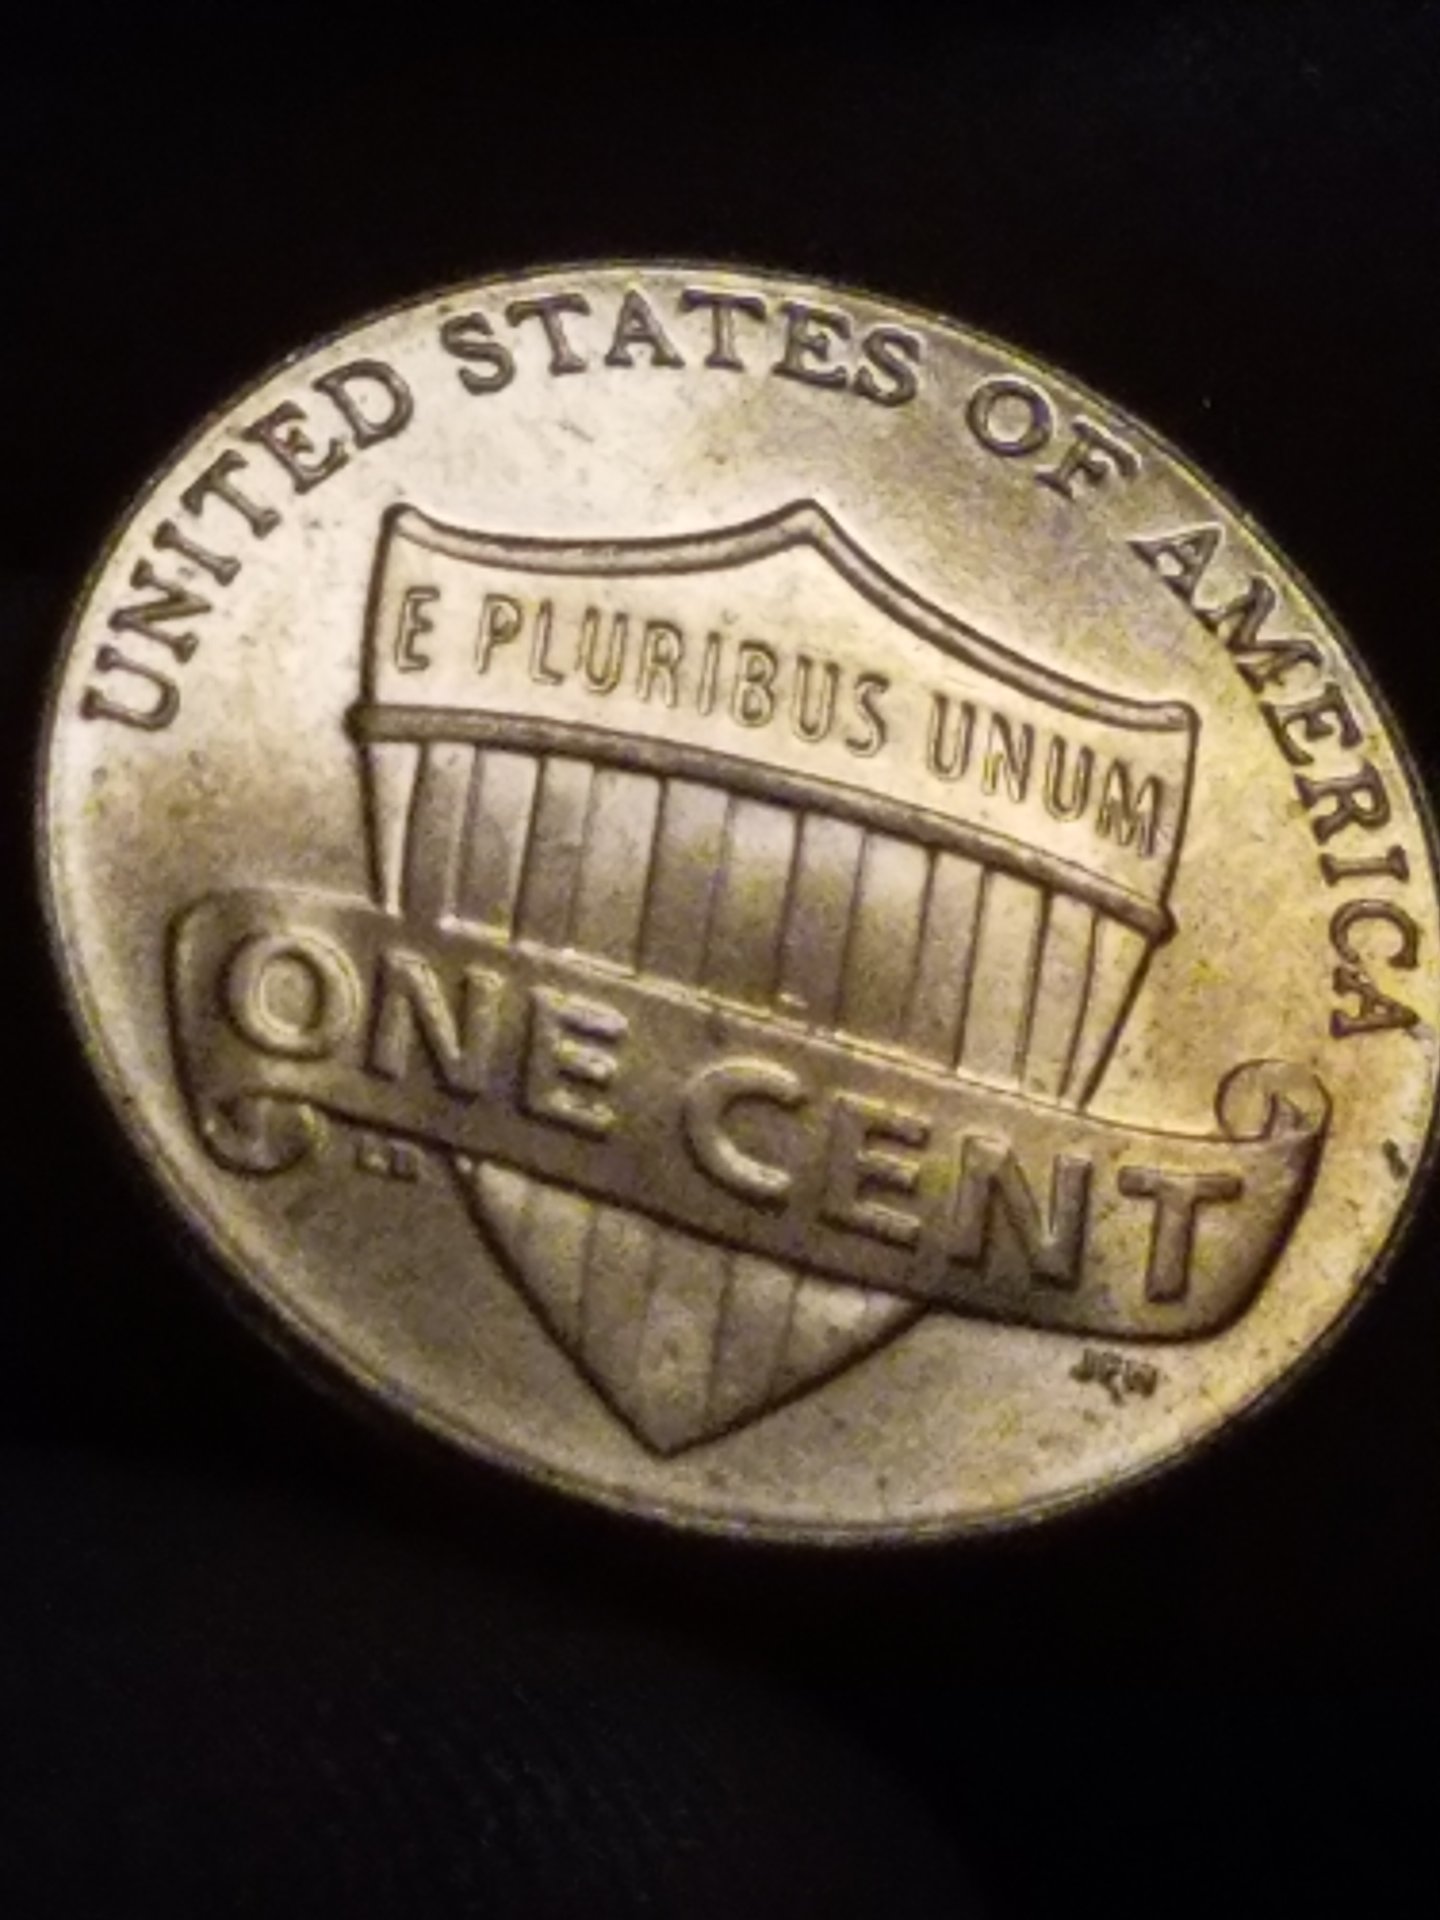 UNITED STATES OF AMERICA
E PLURIBUS UNUM
ONE CENT